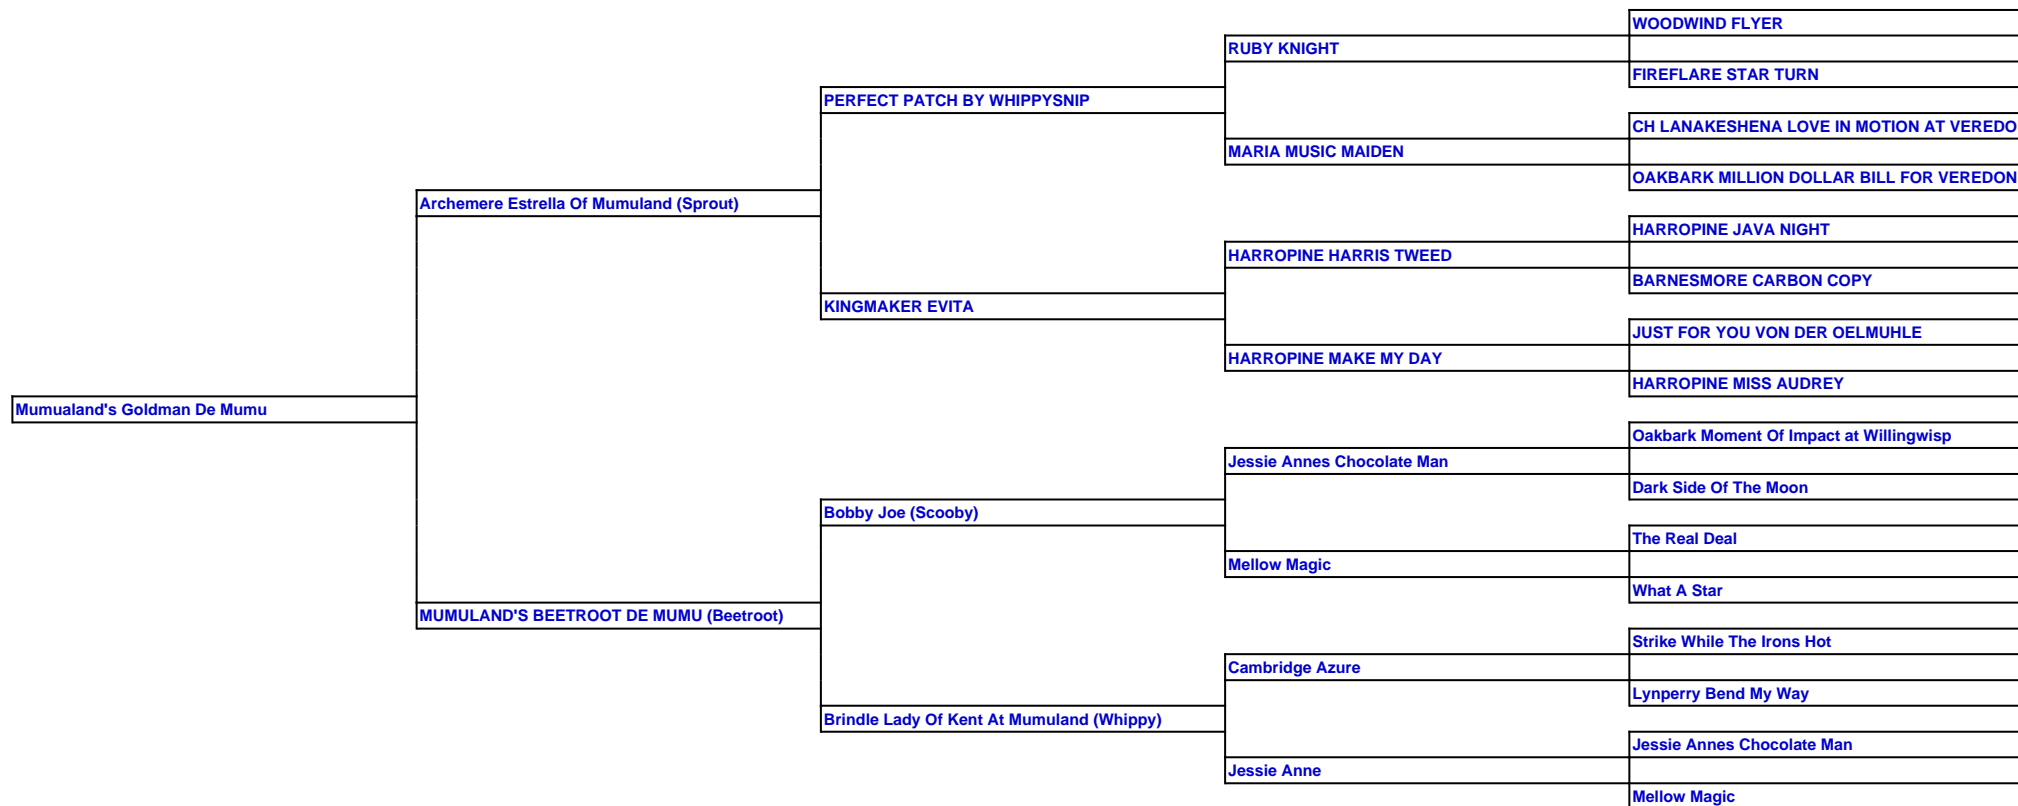 WOODWIND FLYER
RUBY KNIGHT
FIREFLARE STAR TURN
PERFECT PATCH BY WHIPPYSNIP
CH LANAKESHENA LOVE IN MOTION AT VEREDO
MARIA MUSIC MAIDEN
OAKBARK MILLION DOLLAR BILL FOR VEREDON
Archemere Estrella Of Mumuland (Sprout)
HARROPINE JAVA NIGHT
HARROPINE HARRIS TWEED
BARNESMORE CARBON COPY
KINGMAKER EVITA
JUST FOR YOU VON DER OELMUHLE
HARROPINE MAKE MY DAY
HARROPINE MISS AUDREY
Mumualand's Goldman De Mumu
Oakbark Moment Of Impact at Willingwisp
Jessie Annes Chocolate Man
Dark Side Of The Moon
Bobby Joe (Scooby)
The Real Deal
Mellow Magic
What A Star
MUMULAND'S BEETROOT DE MUMU (Beetroot)
Strike While The Irons Hot
Cambridge Azure
Lynperry Bend My Way
Brindle Lady Of Kent At Mumuland (Whippy)
Jessie Annes Chocolate Man
Jessie Anne
Mellow Magic